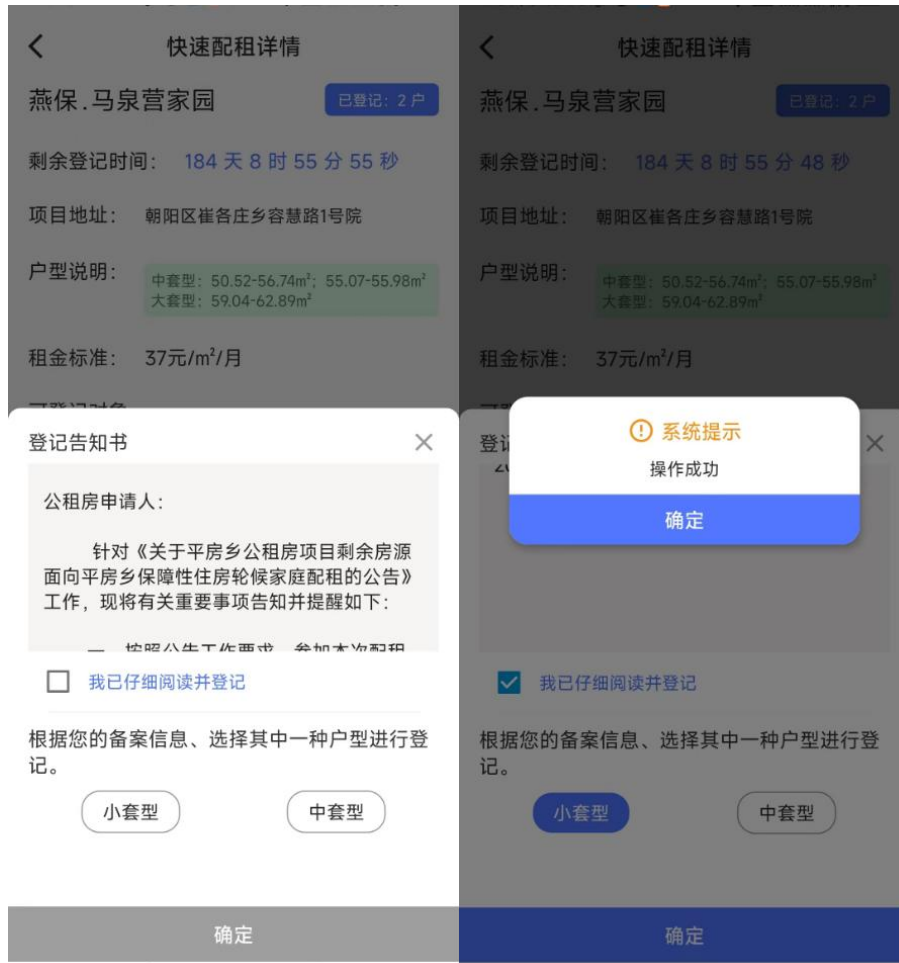 快速配租详情
燕保.马泉营家园
已登记：2户
剩余登记时间： 184 天 8 时 55 分 55 秒
项目地址： 朝阳区崔各庄乡容慧路1号院
户型说明： 中套型：50.52-56.74m²；55.07-55.98m²
大套型：59.04-62.89m²
租金标准： 37元/m²/月
登记告知书
公租房申请人：
针对《关于平房乡公租房项目剩余房源
面向平房乡保障性住房轮候家庭配租的公告》
工作，现将有关重要事项告知并提醒如下：
一、按照公告工作要求，参加本次配租
我已仔细阅读并登记
根据您的备案信息、选择其中一种户型进行登
记。
小套型 中套型
确定
快速配租详情
燕保.马泉营家园
已登记：2户
剩余登记时间： 184 天 8 时 55 分 48 秒
项目地址： 朝阳区崔各庄乡容慧路1号院
户型说明： 中套型：50.52-56.74m²；55.07-55.98m²
大套型：59.04-62.89m²
租金标准： 37元/m²/月
系统提示
操作成功
确定
我已仔细阅读并登记
根据您的备案信息、选择其中一种户型进行登
记。
小套型 中套型
确定